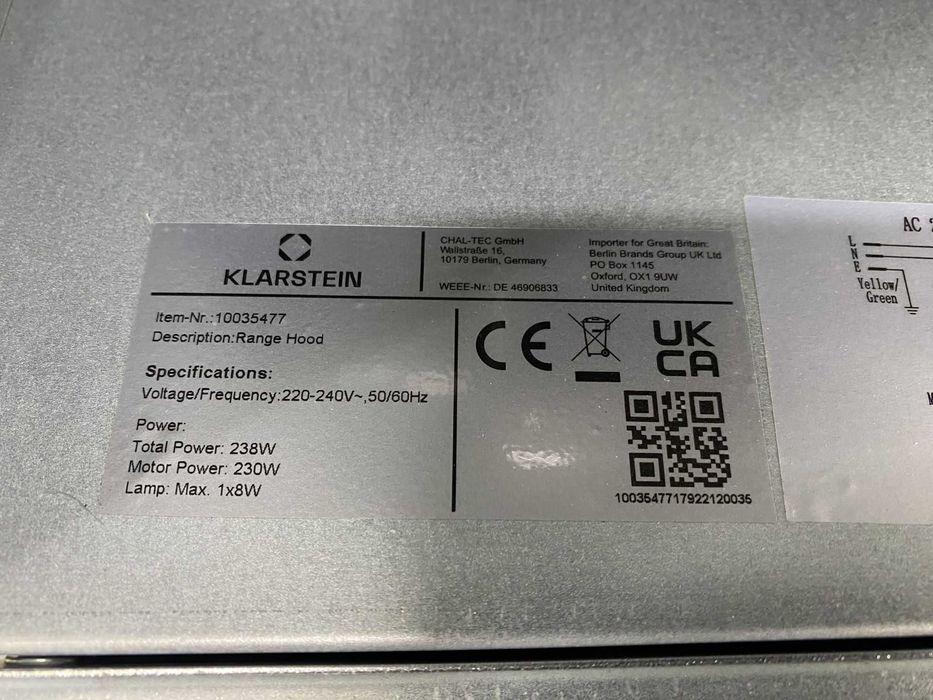 KLARSTEIN
CHAL-TEC GmbH
Wallstraße 16,
10179 Berlin, Germany
WEEE-Nr.: DE 46906833
Importer for Great Britain:
Berlin Brands Group UK Ltd
PO Box 1145
Oxford, OX1 9UW
United Kingdom
Item-Nr.:10035477
Description:Range Hood
Specifications:
Voltage/Frequency:220-240V~,50/60Hz
Power:
Total Power: 238W
Motor Power: 230W
Lamp: Max. 1x8W
CE
UK
CA
1003547717922120035
AC
L
N
E
Yellow/
Green